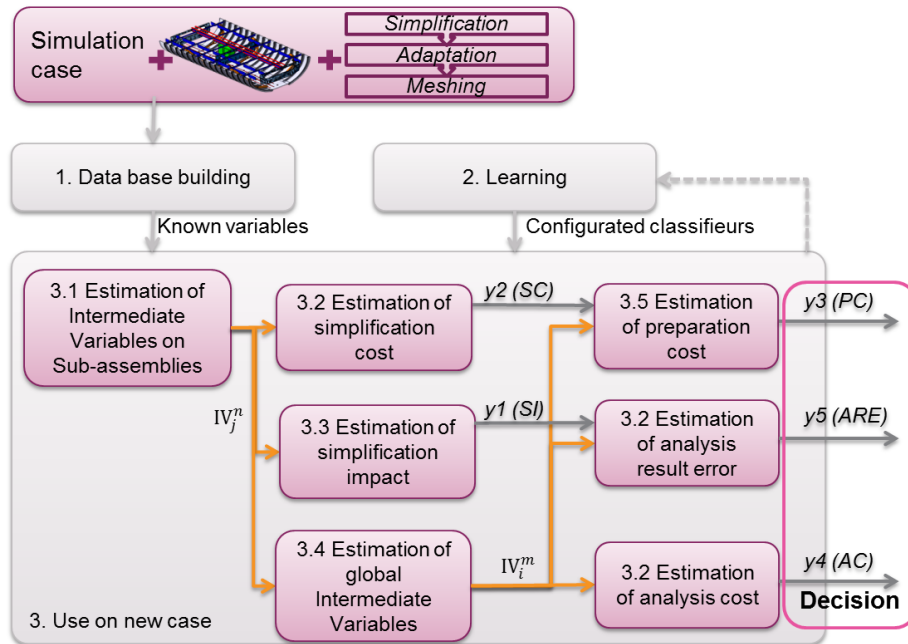 Simulation
case
Simplification
Adaptation
Meshing
1. Data base building
2. Learning
Known variables
Configurated classifieurs
3.1 Estimation of
Intermediate
Variables on
Sub-assemblies
3.2 Estimation of
simplification
cost
y2 (SC)
3.5 Estimation
of preparation
cost
y3 (PC)
IV_j^n
3.3 Estimation of
simplification
impact
y1 (SI)
3.2 Estimation
of analysis
result error
y5 (ARE)
3.4 Estimation of
global
Intermediate
Variables
IV_i^m
3.2 Estimation
of analysis cost
y4 (AC)
Decision
3. Use on new case